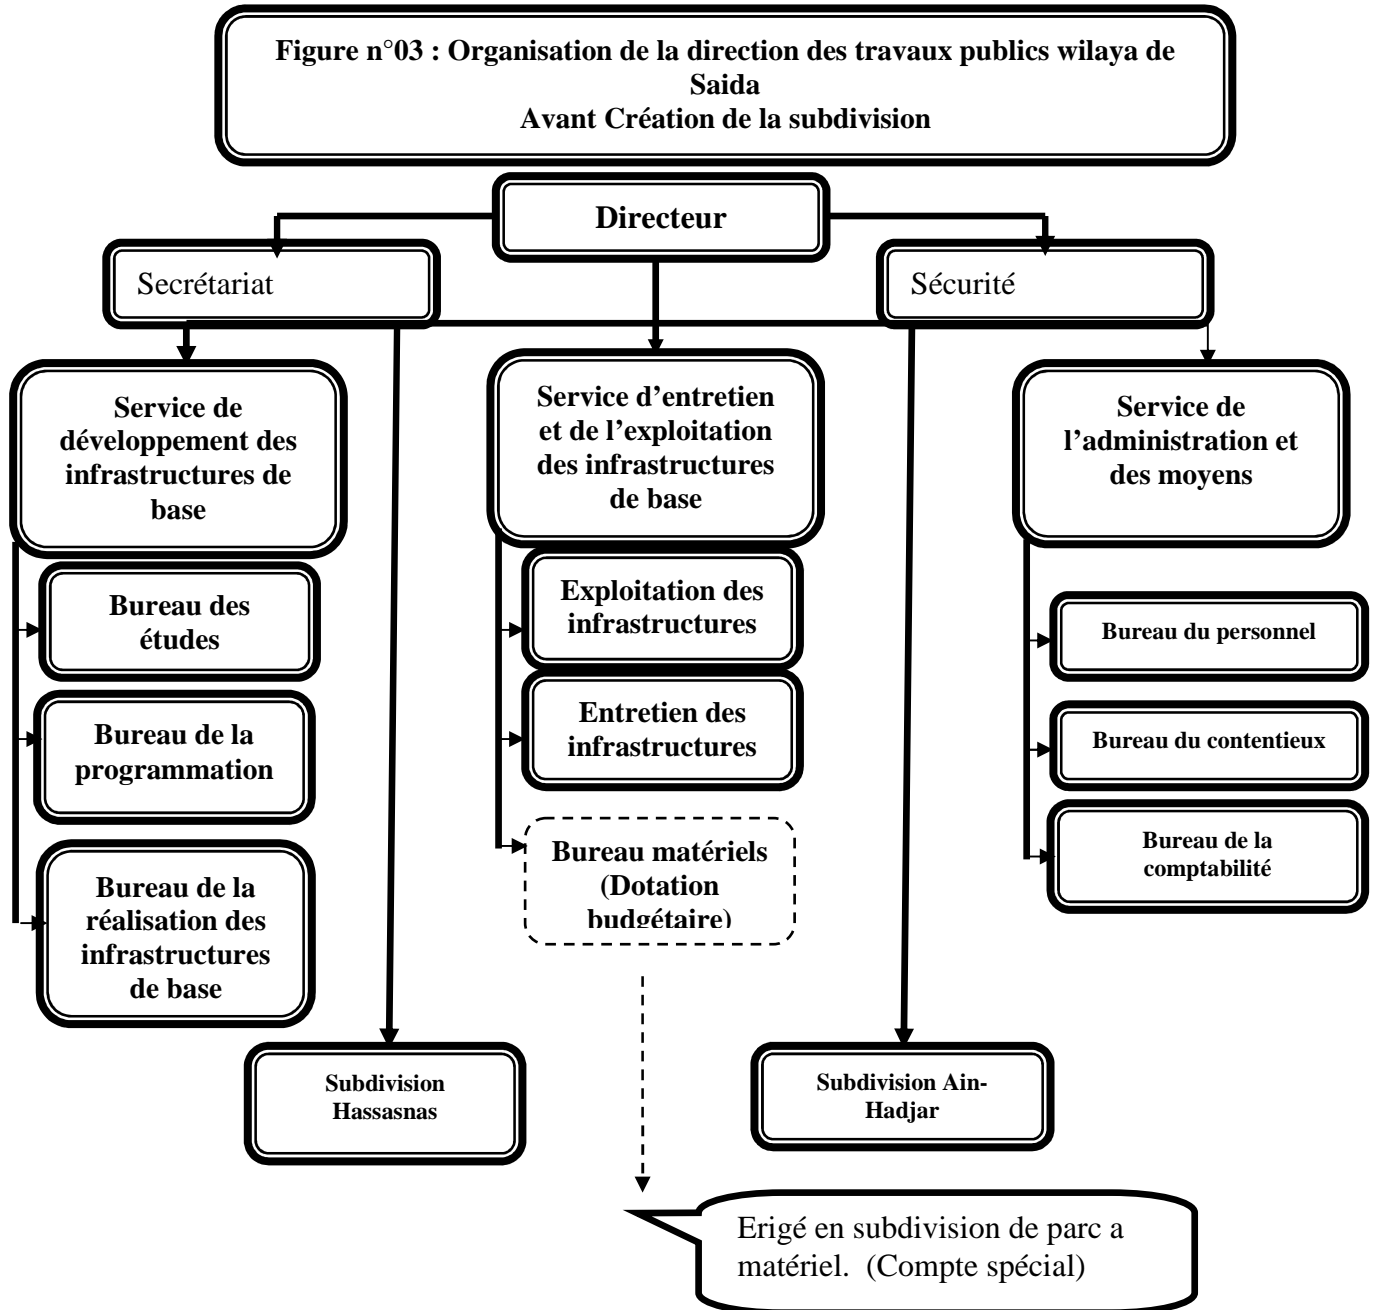 Figure n°03 : Organisation de la direction des travaux publics wilaya de
Saida
Avant Création de la subdivision
Directeur
Secrétariat
Sécurité
Service de
développement des
infrastructures de
base
Bureau des
études
Bureau de la
programmation
Bureau de la
réalisation des
infrastructures
de base
Service d’entretien
et de l’exploitation
des infrastructures
de base
Exploitation des
infrastructures
Entretien des
infrastructures
Bureau matériels
(Dotation
budgétaire)
Service de
l’administration et
des moyens
Bureau du personnel
Bureau du contentieux
Bureau de la
comptabilité
Subdivision
Hassasnas
Subdivision Ain-
Hadjar
Erigé en subdivision de parc a
matériel. (Compte spécial)